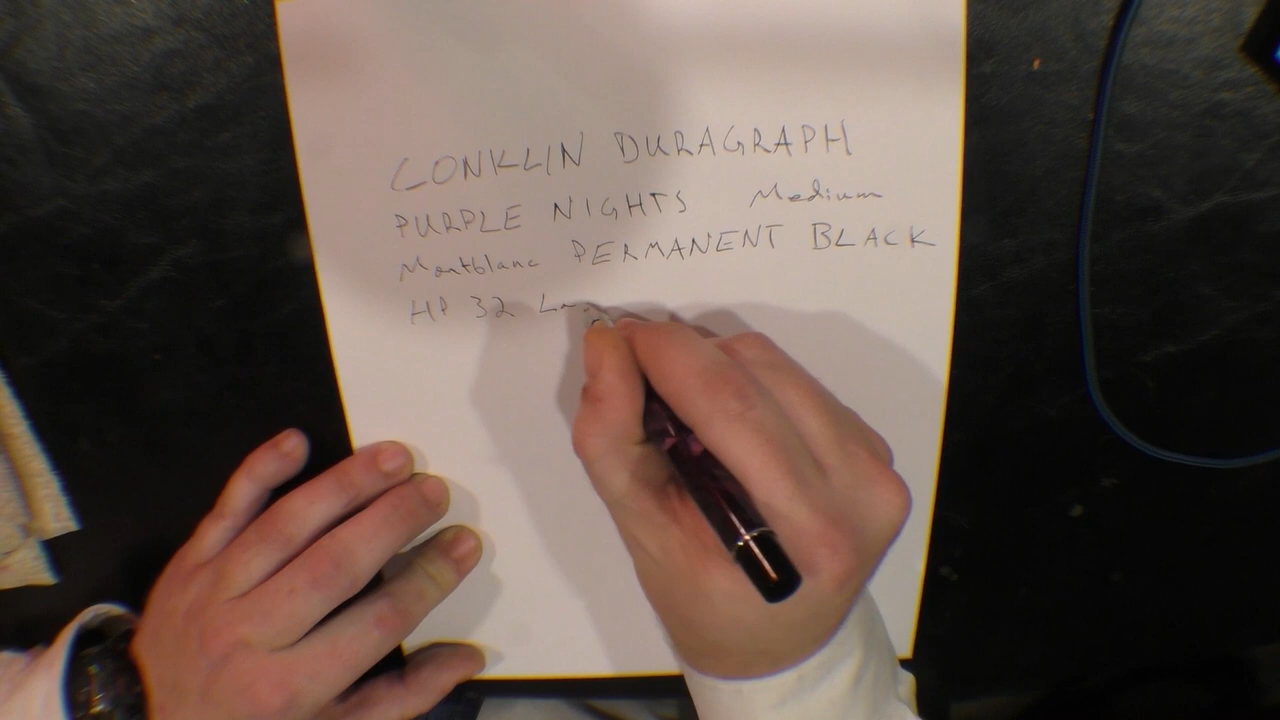 CONKLIN DURAGRAPH
PURPLE NIGHTS Medium
Montblanc PERMANENT BLACK
HP 32